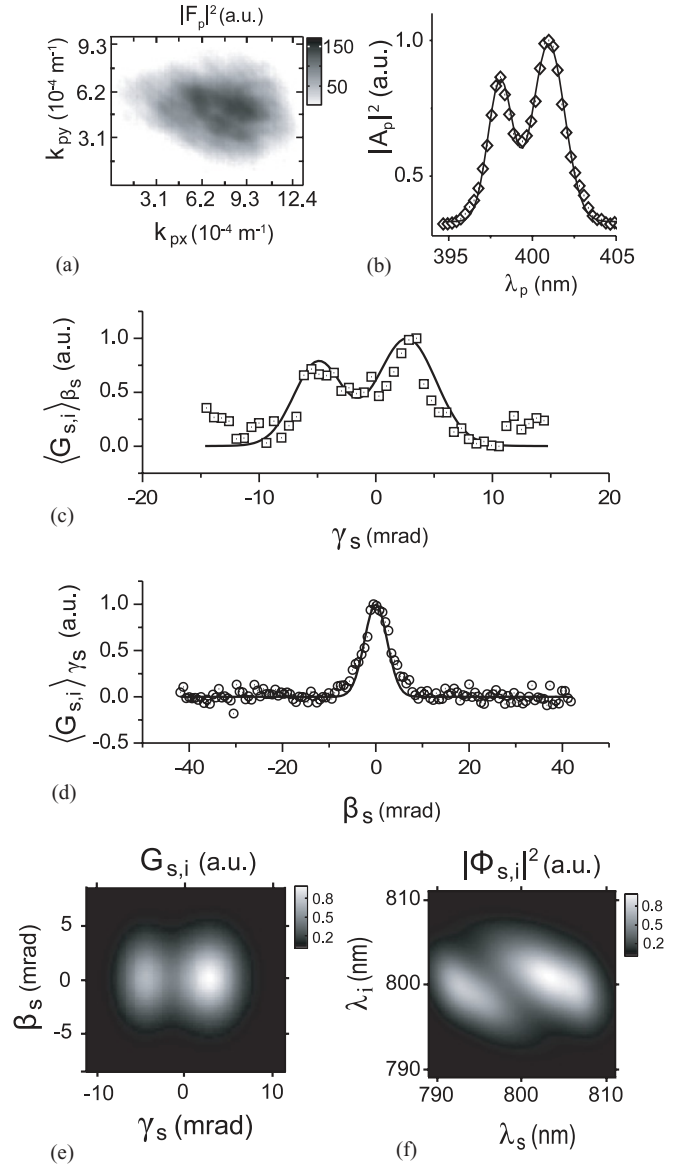 |F_p|² (a.u.)
9.3
6.2
3.1
k_py (10⁻⁴ m⁻¹)
150
50
3.1 6.2 9.3 12.4
k_px (10⁻⁴ m⁻¹)
(a)
|A_p|² (a.u.)
1.0
0.5
395 400 405
λ_p (nm)
(b)
⟨G_s,i⟩β_s (a.u.)
1.0
0.5
0.0
-20 -10 0 10 20
γ_s (mrad)
(c)
⟨G_s,i⟩γ_s (a.u.)
1.0
0.5
0.0
-0.5
-40 -20 0 20 40
β_s (mrad)
(d)
G_s,i (a.u.)
0.8
0.5
0.2
β_s (mrad)
5
0
-5
-10 0 10
γ_s (mrad)
(e)
|Φ_s,i|² (a.u.)
0.8
0.5
0.2
λ_i (nm)
810
800
790
790 800 810
λ_s (nm)
(f)